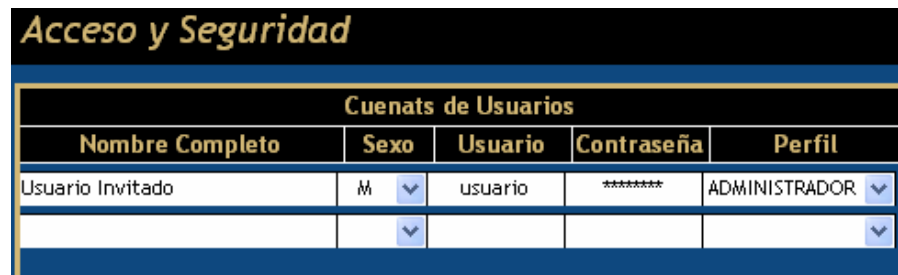 Acceso y Seguridad
Cuenats de Usuarios
Nombre Completo Sexo Usuario Contraseña Perfil
Usuario Invitado M usuario ********* ADMINISTRADOR